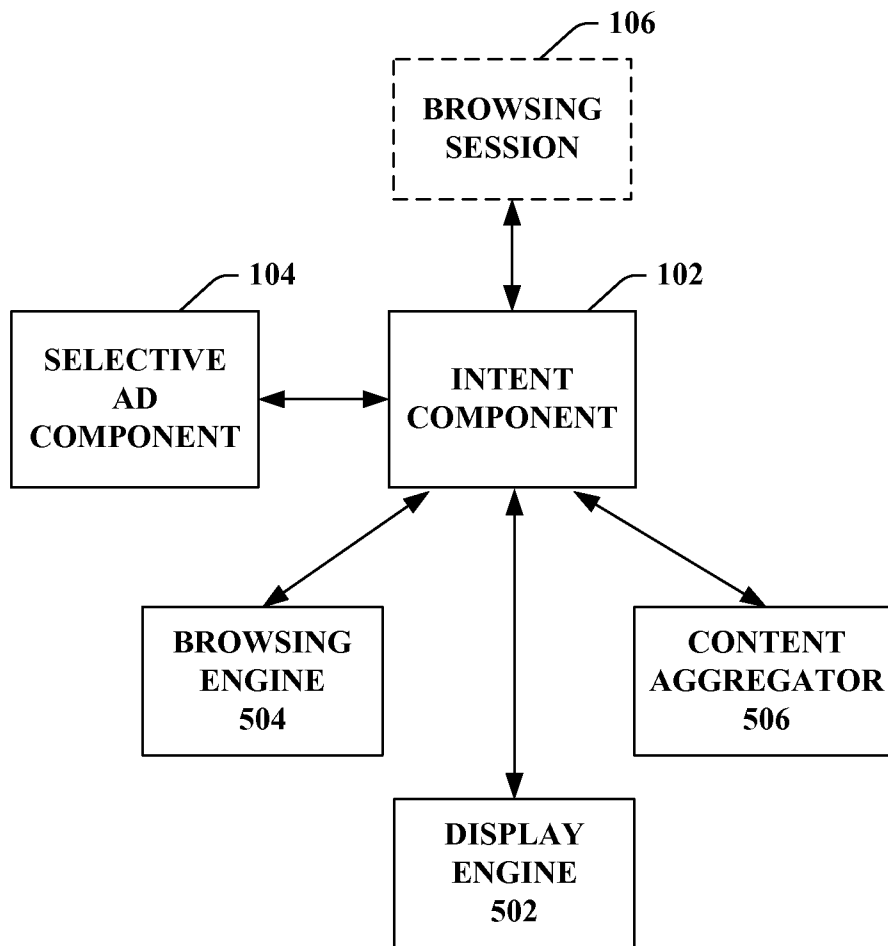 106
BROWSING
SESSION
104
102
SELECTIVE
AD
COMPONENT
INTENT
COMPONENT
BROWSING
ENGINE
504
CONTENT
AGGREGATOR
506
DISPLAY
ENGINE
502